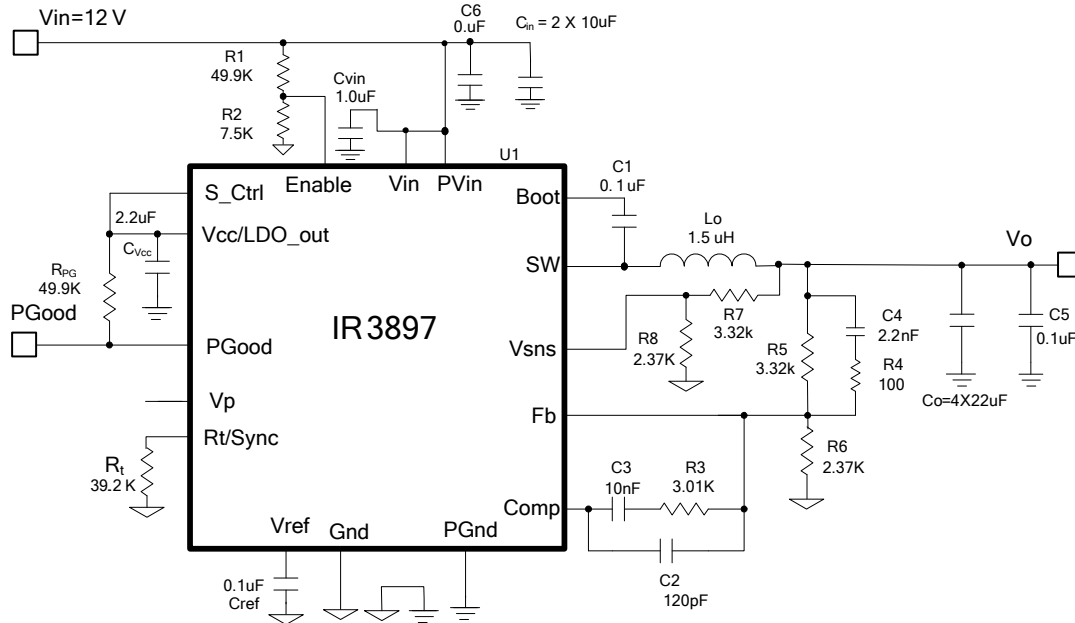 Vin=12 V
C6
0.uF
Cin = 2 X 10uF
R1
49.9K
Cvin
1.0uF
R2
7.5K
U1
Enable
Vin
PVin
S_Ctrl
Boot
C1
0.1uF
2.2uF
Vcc/LDO_out
CVcc
Lo
1.5 uH
Vo
SW
RPG
49.9K
PGood
IR3897
R7
3.32k
R8
2.37K
C4
2.2nF
C5
0.1uF
PGood
Vsns
R5
3.32k
R4
100
Co=4X22uF
Vp
Fb
Rt/Sync
Rt
39.2 K
R6
2.37K
C3
10nF
R3
3.01K
Comp
Vref
Gnd
PGnd
0.1uF
Cref
C2
120pF